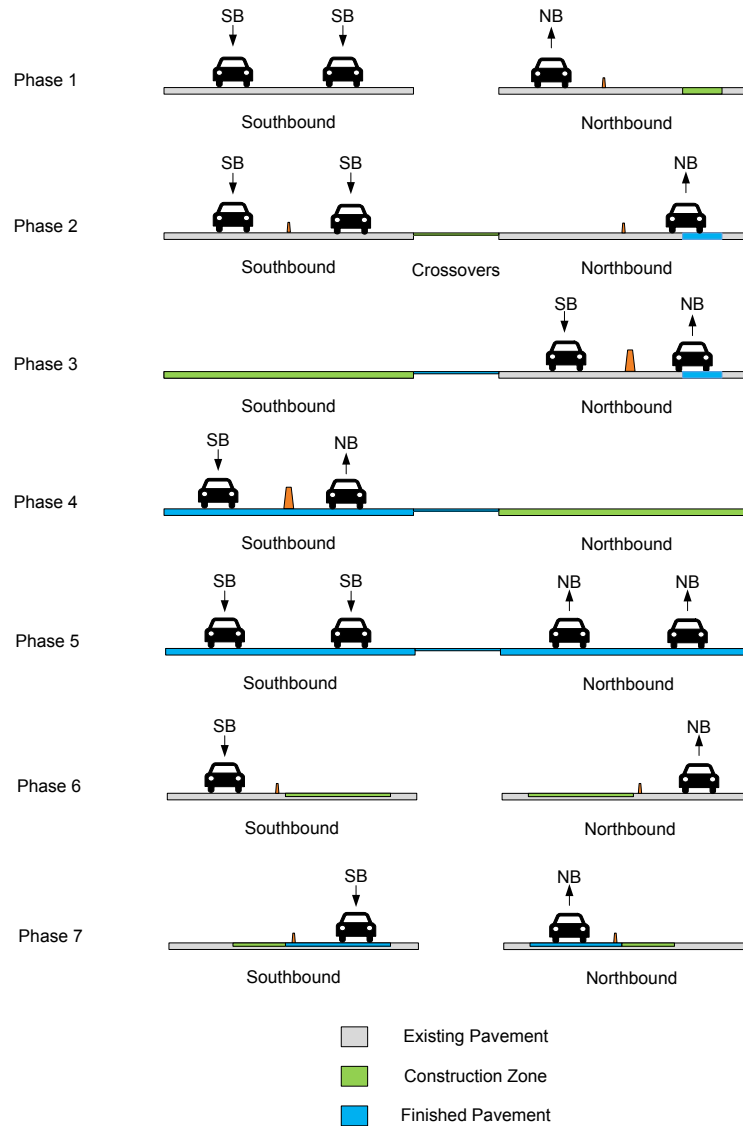 SB SB NB
Phase 1
Southbound Northbound
SB SB NB
Phase 2
Southbound Crossovers Northbound
SB NB
Phase 3
Southbound Northbound
SB NB
Phase 4
Southbound Northbound
SB SB NB NB
Phase 5
Southbound Northbound
SB NB
Phase 6
Southbound Northbound
SB NB
Phase 7
Southbound Northbound
Existing Pavement
Construction Zone
Finished Pavement